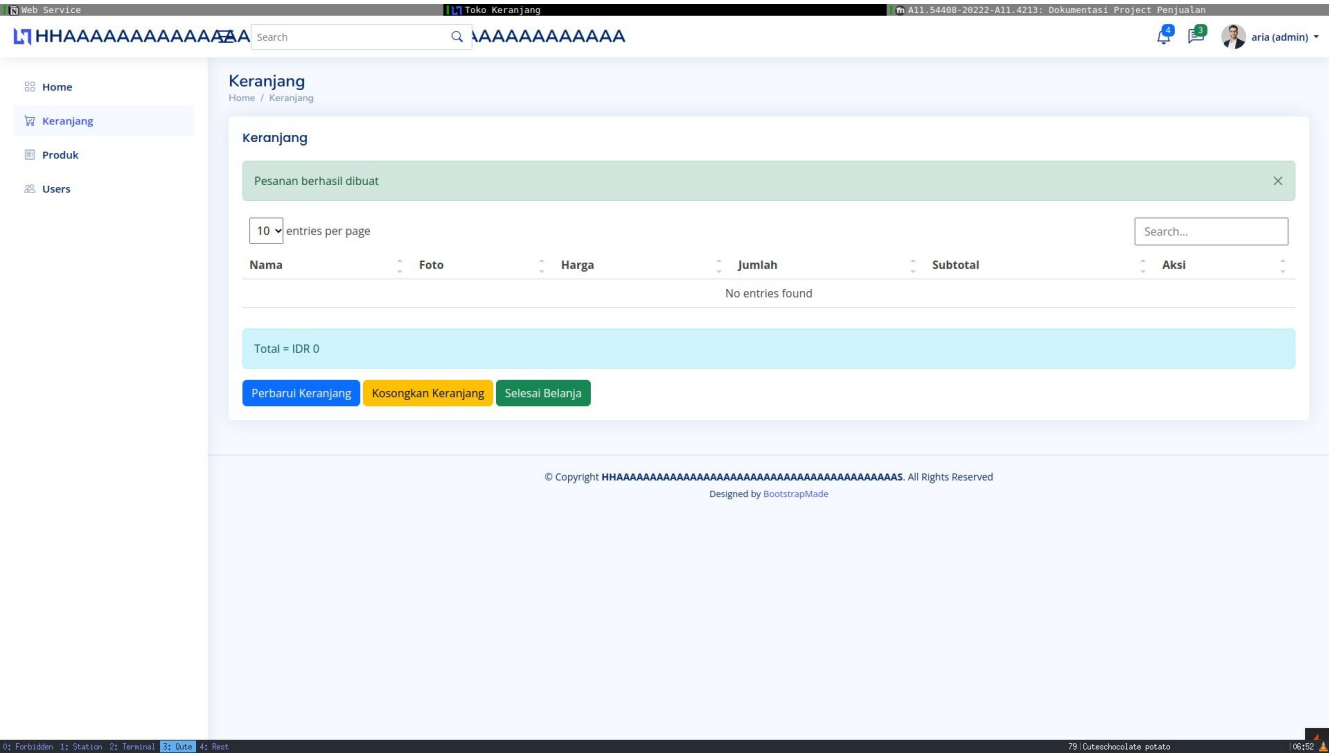 Web Service
Toko Keranjang
A11.54408-20222-A11.4213: Dokumentasi Project Penjualan
Search
4
3
aria (admin)
Home
Keranjang
Produk
Users
Keranjang
Home / Keranjang
Keranjang
Pesanan berhasil dibuat
10 entries per page
Search...
Nama Foto Harga Jumlah Subtotal Aksi
No entries found
Total = IDR 0
Perbarui Keranjang Kosongkan Keranjang Selesai Belanja
© Copyright . All Rights Reserved
Designed by BootstrapMade
0: Forbidden 1: Station 2: Terminal 3: Qute 4: Rest
79|Cuteschocolate potato
06:52